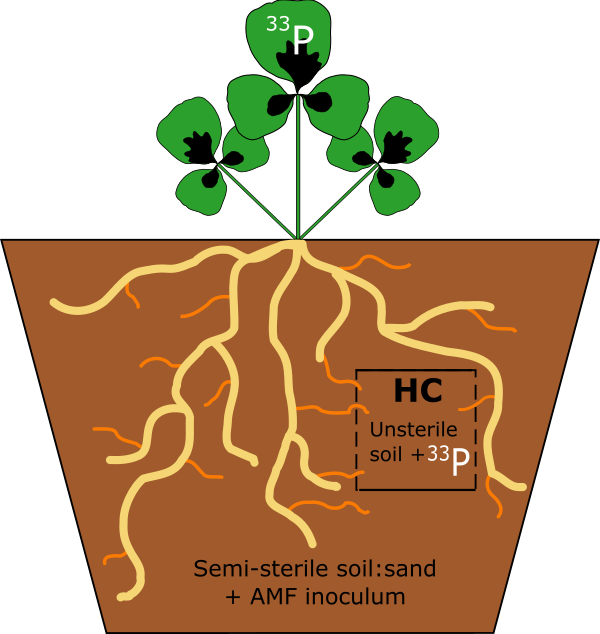 ³³P
HC
Unsterile
soil +³³P
Semi-sterile soil:sand
+ AMF inoculum